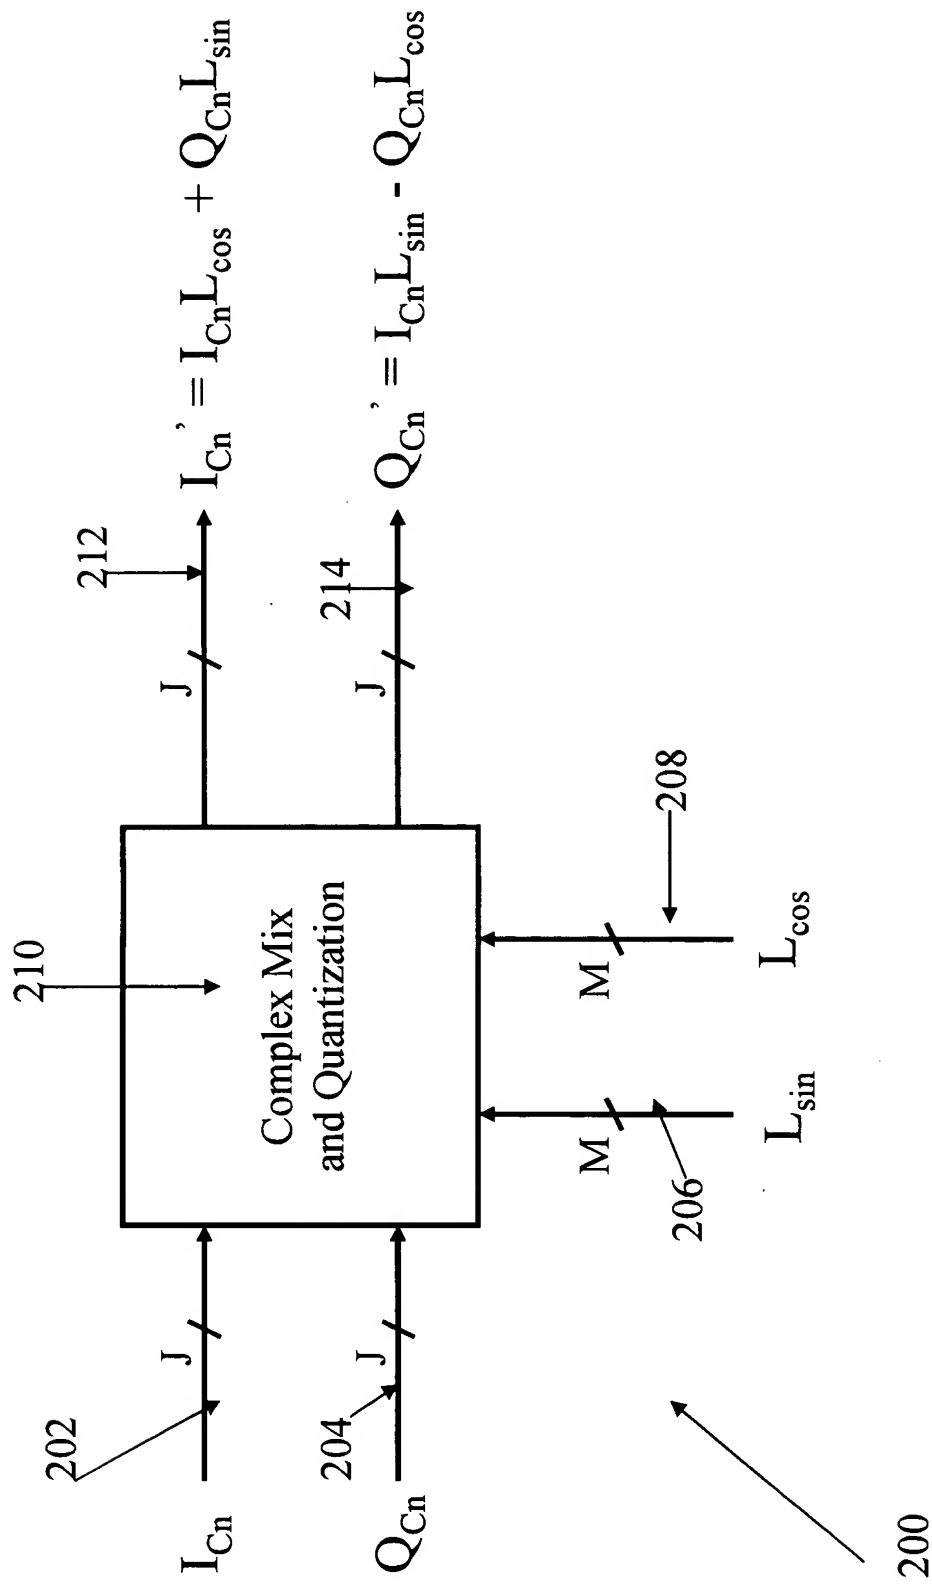 210
202
I_Cn
J
J
212
I_Cn' = I_CnL_cos + Q_CnL_sin
Complex Mix
and Quantization
204
Q_Cn
J
J
214
Q_Cn' = I_CnL_sin - Q_CnL_cos
M
M
206
208
L_sin
L_cos
200